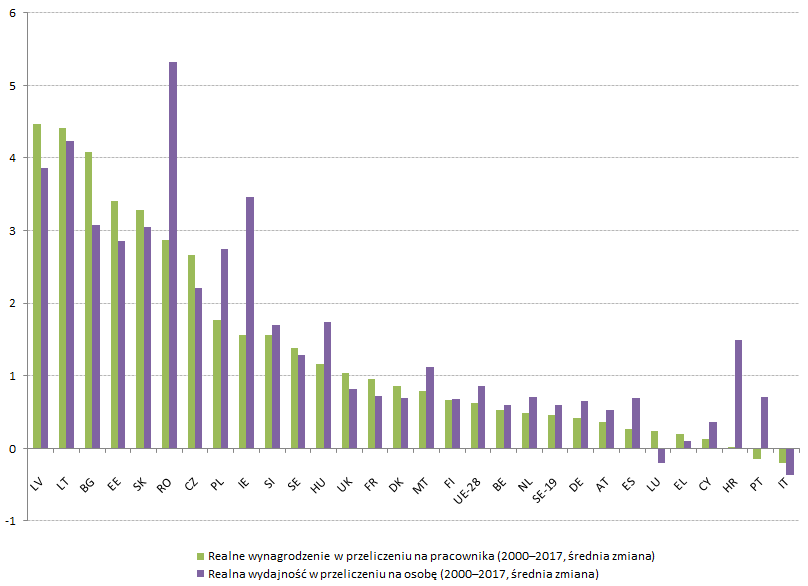 6
5
4
3
2
1
0
-1
LV LT BG EE SK RO CZ PL IE SI SE HU UK FR DK MT FI UE-28 BE NL SE-19 DE AT ES LU EL CY HR PT IT
Realne wynagrodzenie w przeliczeniu na pracownika (2000–2017, średnia zmiana)
Realna wydajność w przeliczeniu na osobę (2000–2017, średnia zmiana)